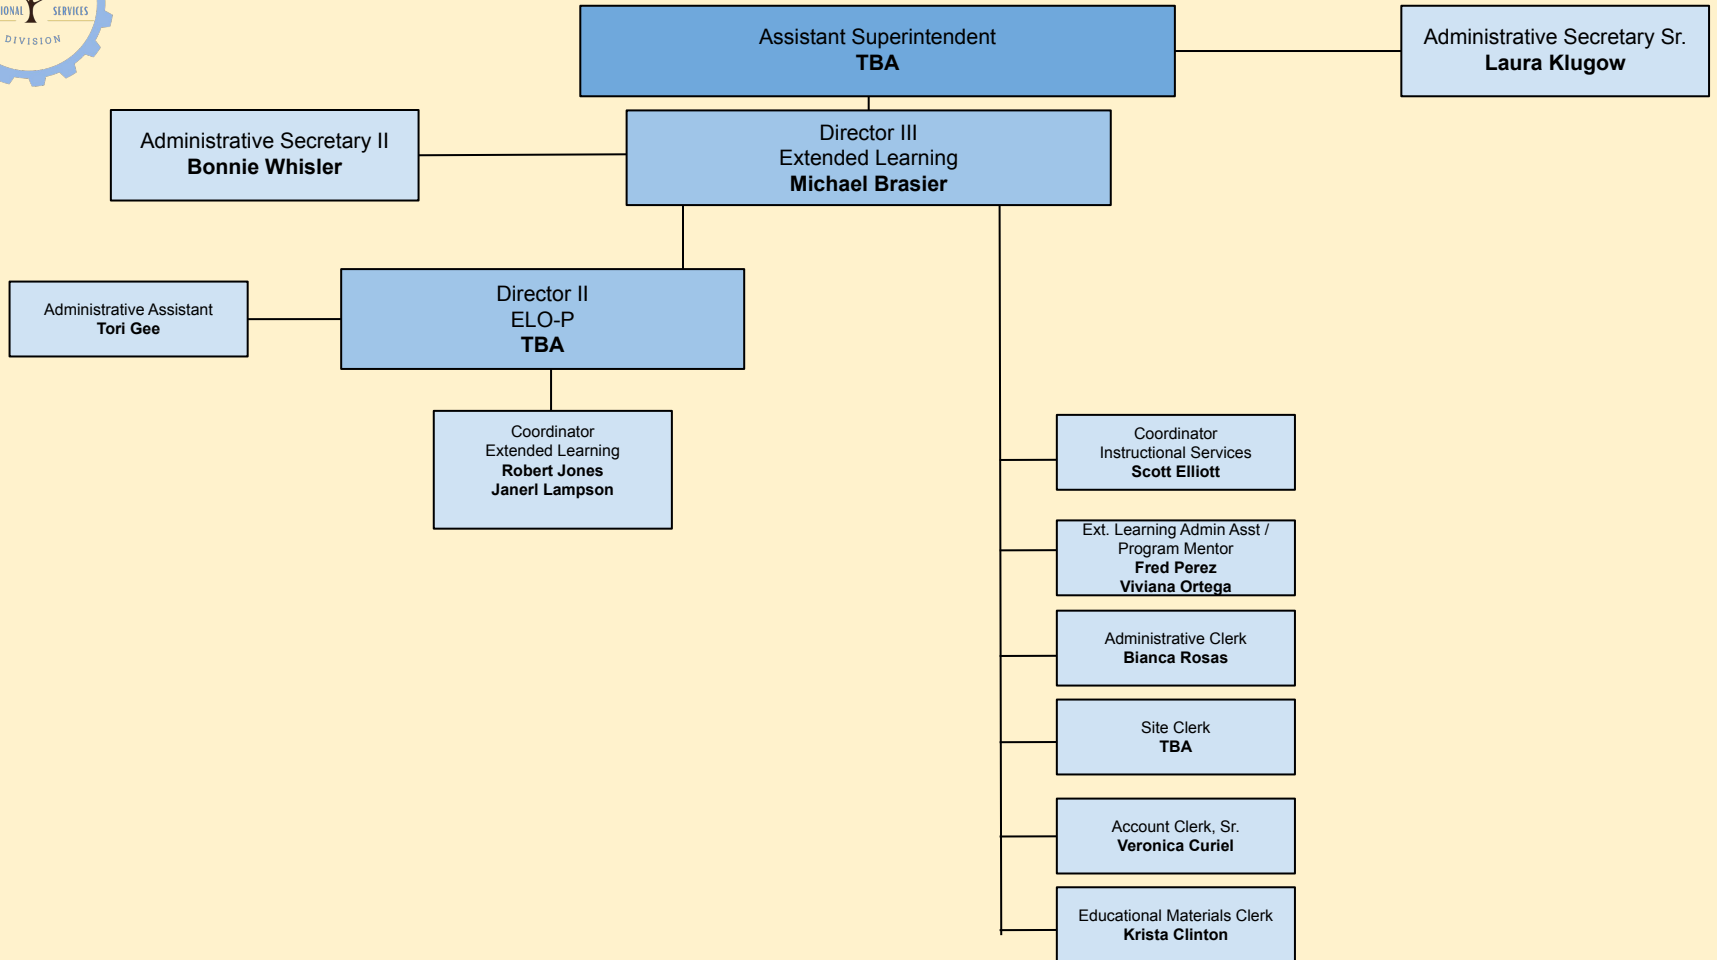 SERVICES
DIVISION
Assistant Superintendent
TBA
Administrative Secretary Sr.
Laura Klugow
Administrative Secretary II
Bonnie Whisler
Director III
Extended Learning
Michael Brasier
Administrative Assistant
Tori Gee
Director II
ELO-P
TBA
Coordinator
Extended Learning
Robert Jones
Janerl Lampson
Coordinator
Instructional Services
Scott Elliott
Ext. Learning Admin Asst /
Program Mentor
Fred Perez
Viviana Ortega
Administrative Clerk
Bianca Rosas
Site Clerk
TBA
Account Clerk, Sr.
Veronica Curiel
Educational Materials Clerk
Krista Clinton